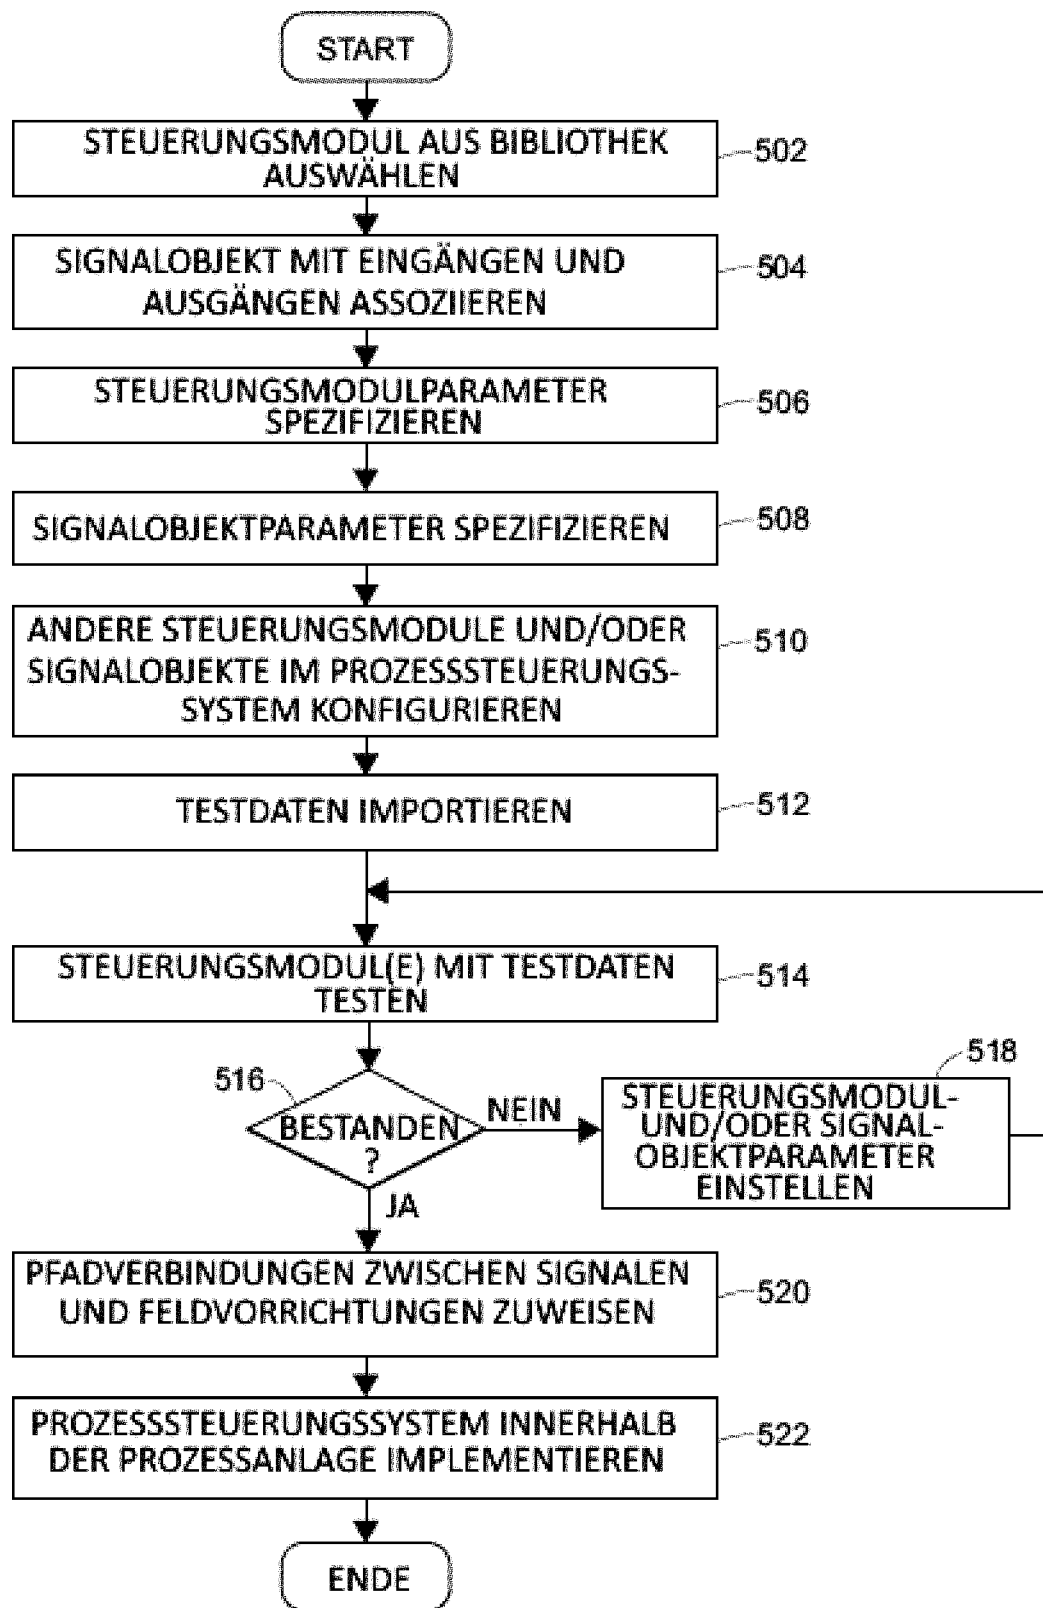 START
STEUERUNGSMODUL AUS BIBLIOTHEK
AUSWÄHLEN
502
SIGNALOBJEKT MIT EINGÄNGEN UND
AUSGÄNGEN ASSOZIIEREN
504
STEUERUNGSMODULPARAMETER
SPEZIFIZIEREN
506
SIGNALOBJEKTPARAMETER SPEZIFIZIEREN
508
ANDERE STEUERUNGSMODULE UND/ODER
SIGNALOBJEKTE IM PROZESSSTEUERUNGS-
SYSTEM KONFIGURIEREN
510
TESTDATEN IMPORTIEREN
512
STEUERUNGSMODUL(E) MIT TESTDATEN
TESTEN
514
516
BESTANDEN
?
NEIN
518
STEUERUNGSMODUL-
UND/ODER SIGNAL-
OBJEKTPARAMETER
EINSTELLEN
JA
PFADVERBINDUNGEN ZWISCHEN SIGNALEN
UND FELDVORRICHTUNGEN ZUWEISEN
520
PROZESSSTEUERUNGSSYSTEM INNERHALB
DER PROZESSANLAGE IMPLEMENTIEREN
522
ENDE